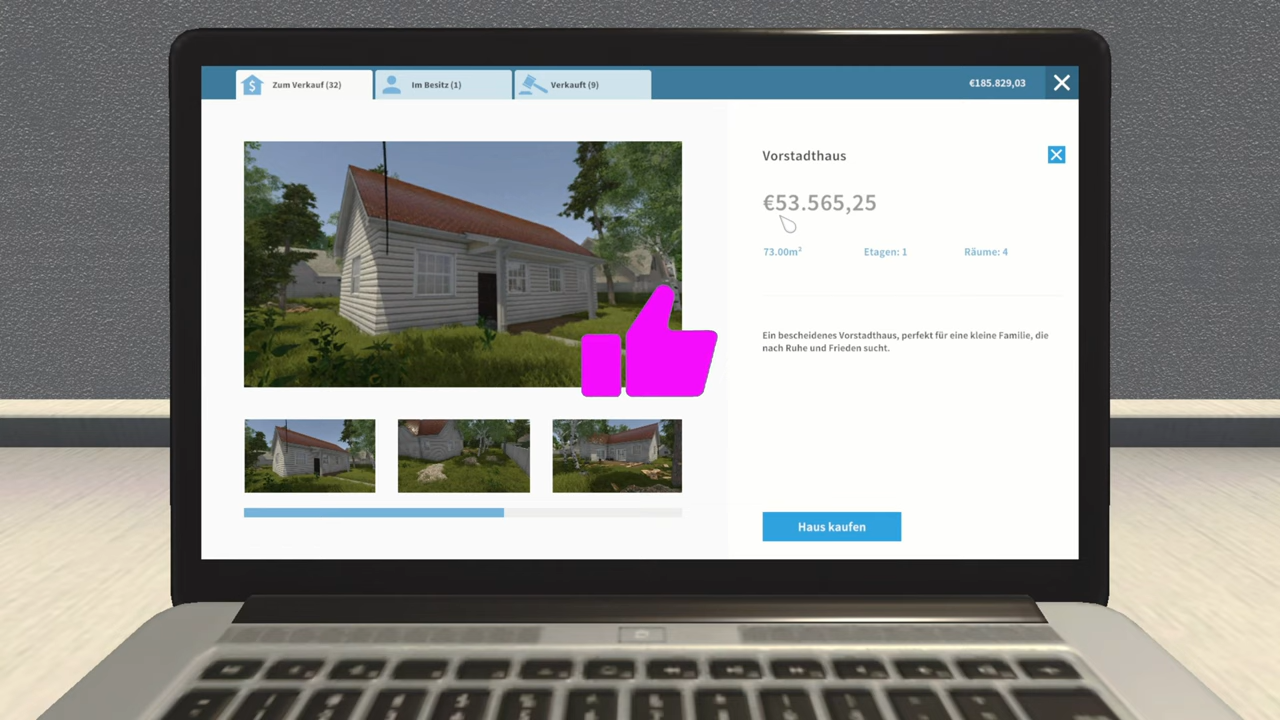 Zum Verkauf (32)
Im Besitz (1)
Verkauft (9)
€185.829,03
Vorstadthaus
€53.565,25
73.00m²
Etagen: 1
Räume: 4
Ein bescheidenes Vorstadthaus, perfekt für eine kleine Familie, die
nach Ruhe und Frieden sucht.
Haus kaufen